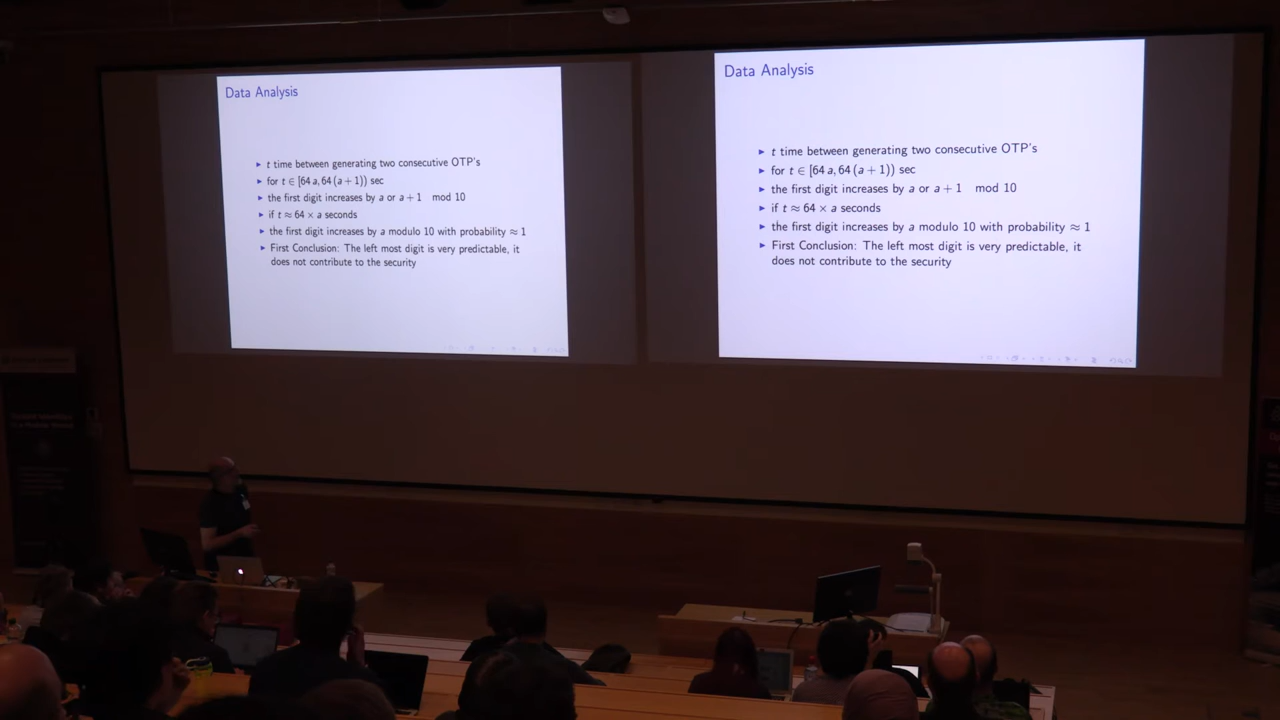 Data Analysis
► t time between generating two consecutive OTP's
► for t ∈ [64 a, 64 (a + 1)) sec
► the first digit increases by a or a + 1 mod 10
► if t ≈ 64 × a seconds
► the first digit increases by a modulo 10 with probability ≈ 1
► First Conclusion: The left most digit is very predictable, it
does not contribute to the security
Data Analysis
► t time between generating two consecutive OTP's
► for t ∈ [64 a, 64 (a + 1)) sec
► the first digit increases by a or a + 1 mod 10
► if t ≈ 64 × a seconds
► the first digit increases by a modulo 10 with probability ≈ 1
► First Conclusion: The left most digit is very predictable, it
does not contribute to the security